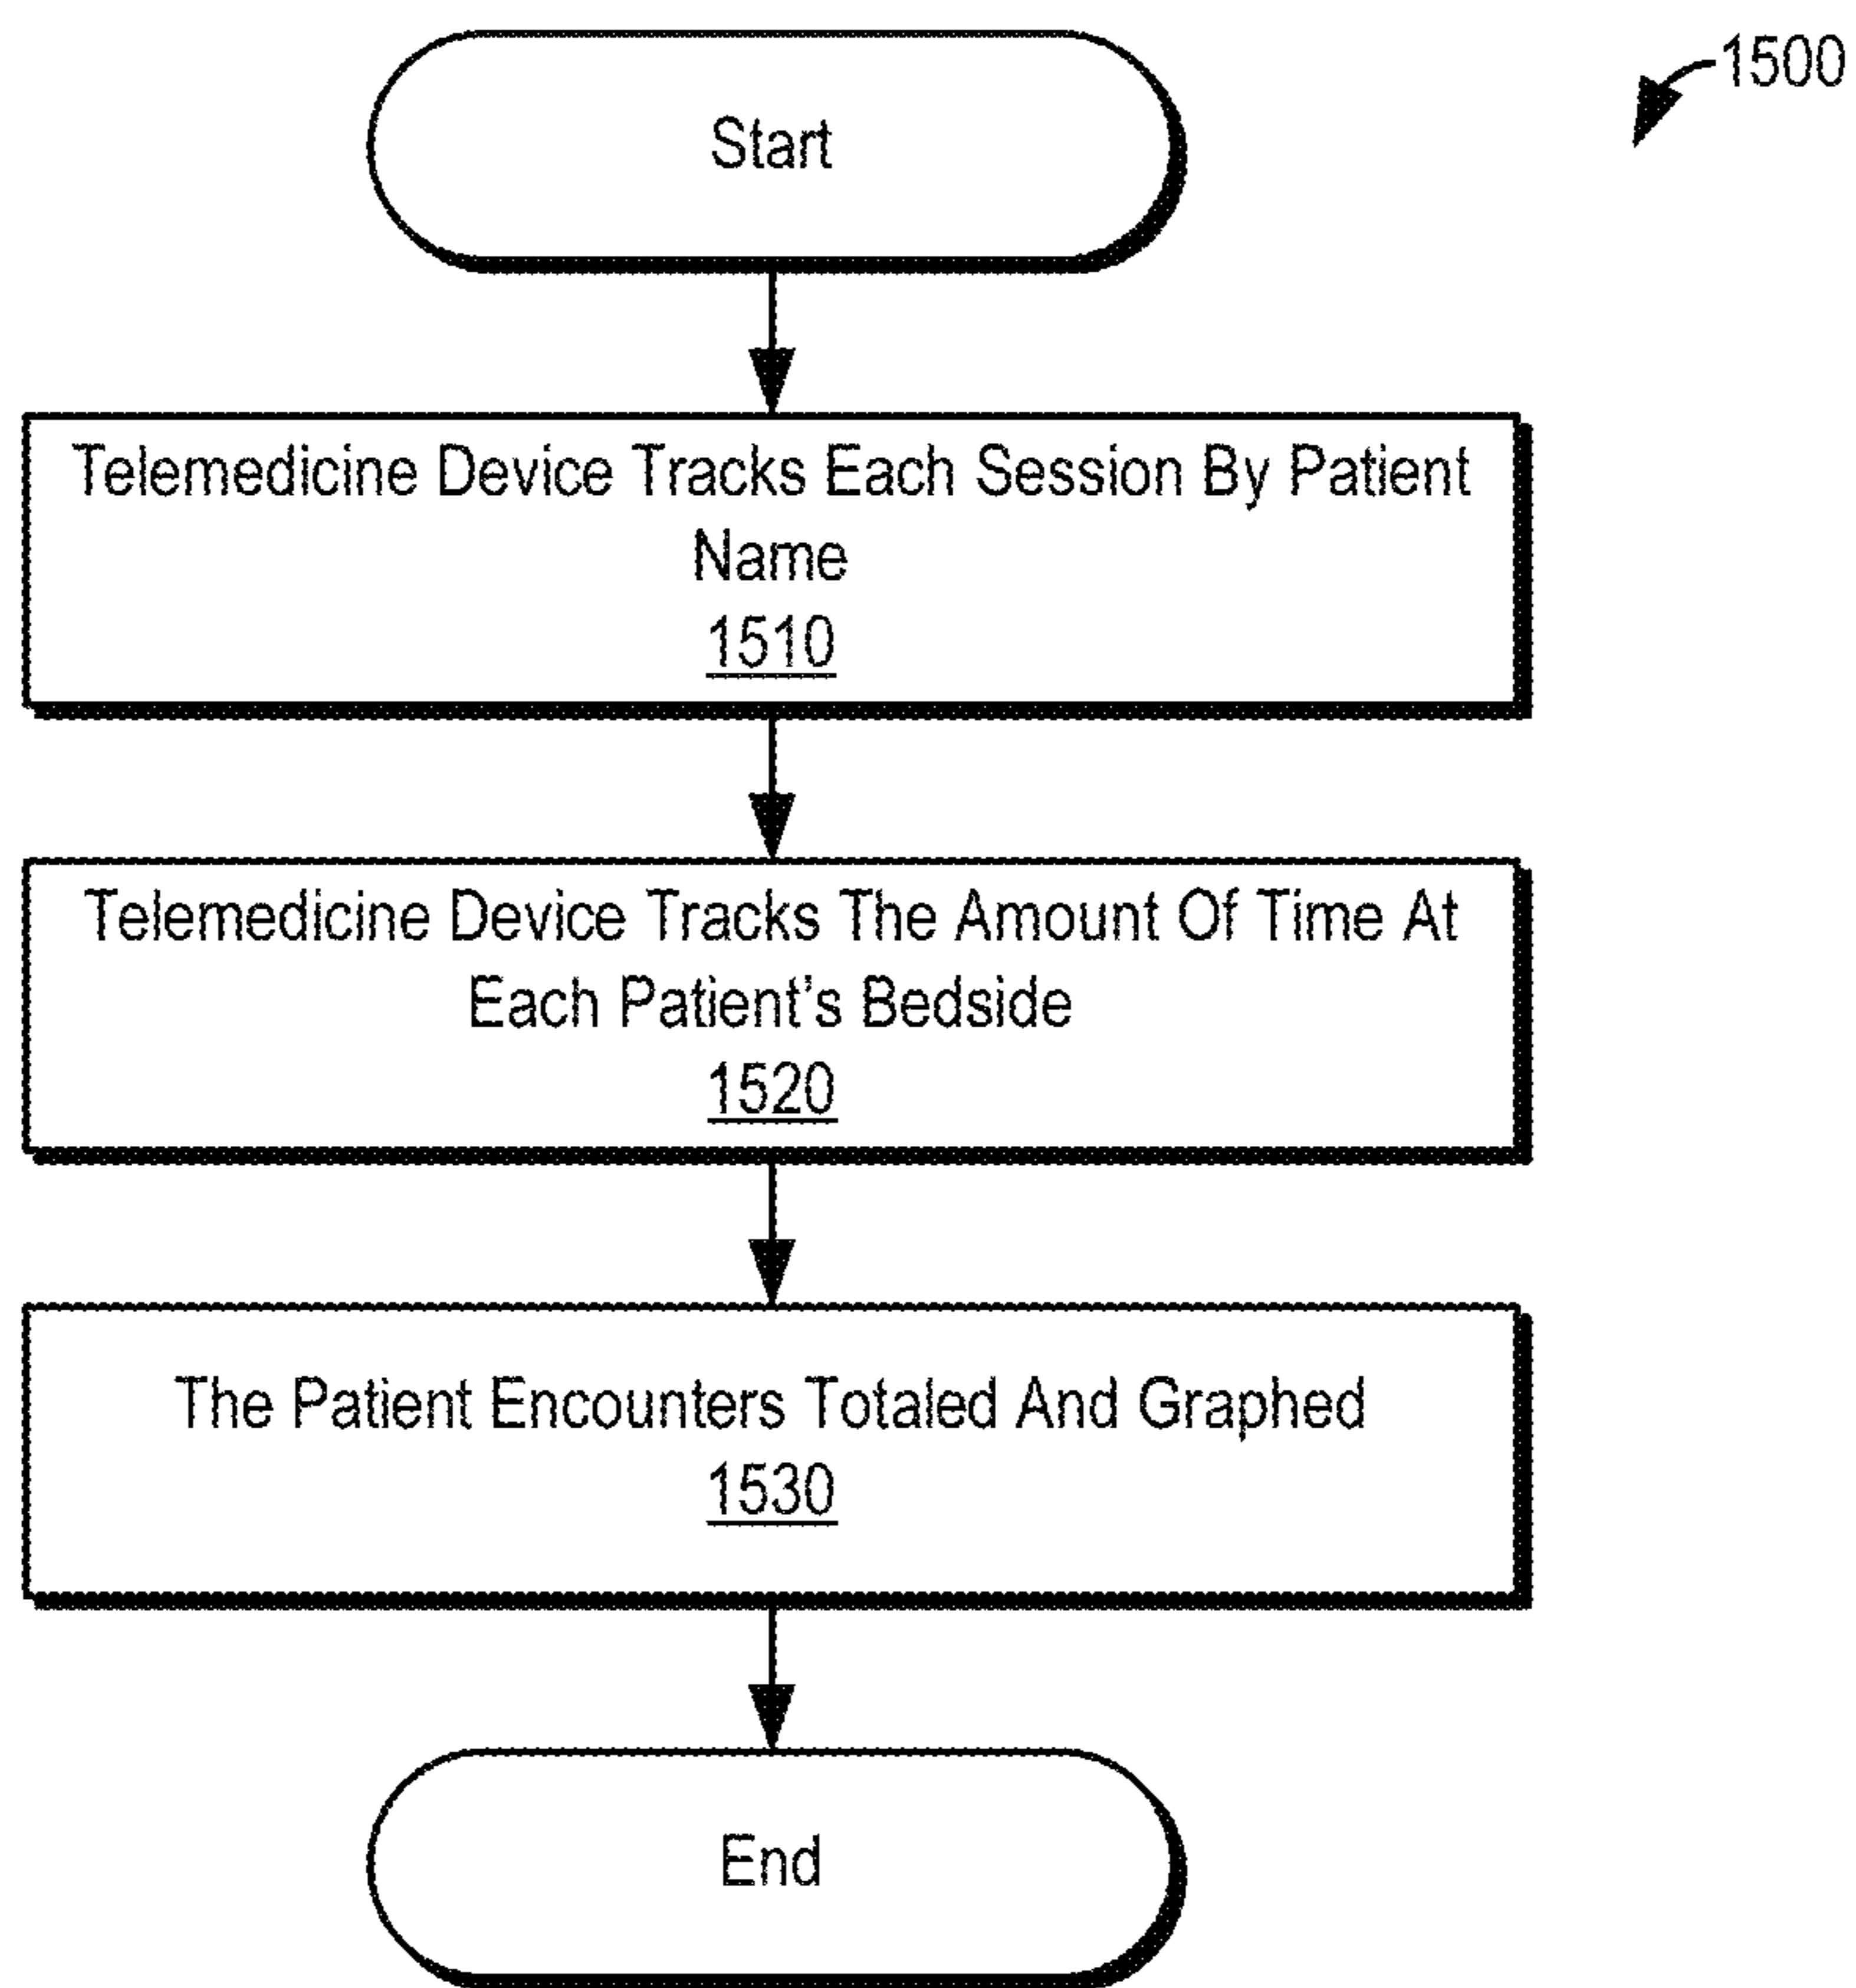 Start
1500
Telemedicine Device Tracks Each Session By Patient
Name
1510
Telemedicine Device Tracks The Amount Of Time At
Each Patient's Bedside
1520
The Patient Encounters Totaled And Graphed
1530
End